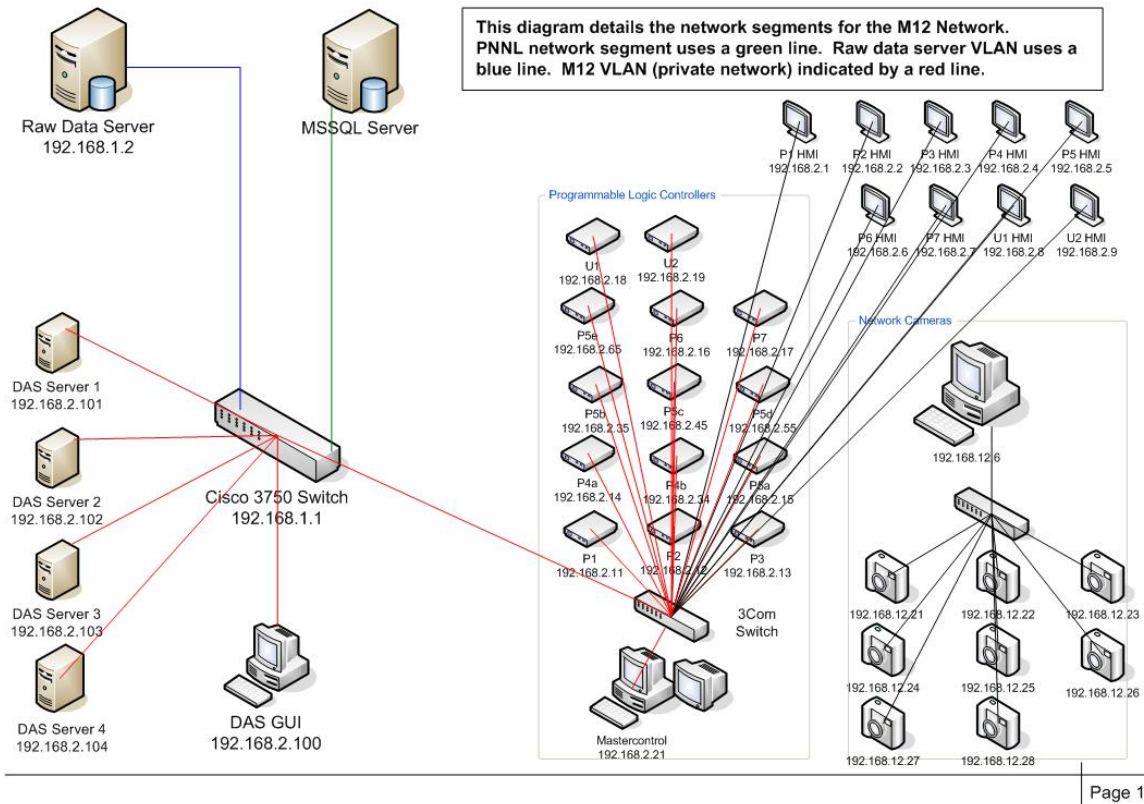 This diagram details the network segments for the M12 Network.
PNNL network segment uses a green line. Raw data server VLAN uses a
blue line. M12 VLAN (private network) indicated by a red line.
Raw Data Server
192.168.1.2
MSSQL Server
P1 HMI
192.168.2.1
P2 HMI
192.168.2.2
P3 HMI
192.168.2.3
P4 HMI
192.168.2.4
P5 HMI
192.168.2.5
P6 HMI
192.168.2.6
P7 HMI
192.168.2.7
U1 HMI
192.168.2.8
U2 HMI
192.168.2.9
Programmable Logic Controllers
U1
192.168.2.18
U2
192.168.2.19
P5e
192.168.2.65
P6
192.168.2.16
P7
192.168.2.17
P5b
192.168.2.35
P5c
192.168.2.45
P5d
192.168.2.55
P4a
192.168.2.14
P4b
192.168.2.34
P5a
192.168.2.15
P1
192.168.2.11
P2
192.168.2.12
P3
192.168.2.13
3Com
Switch
Mastercontrol
192.168.2.21
DAS Server 1
192.168.2.101
DAS Server 2
192.168.2.102
DAS Server 3
192.168.2.103
DAS Server 4
192.168.2.104
Cisco 3750 Switch
192.168.1.1
DAS GUI
192.168.2.100
Network Cameras
192.168.12.6
192.168.12.21
192.168.12.22
192.168.12.23
192.168.12.24
192.168.12.25
192.168.12.26
192.168.12.27
192.168.12.28
Page 1